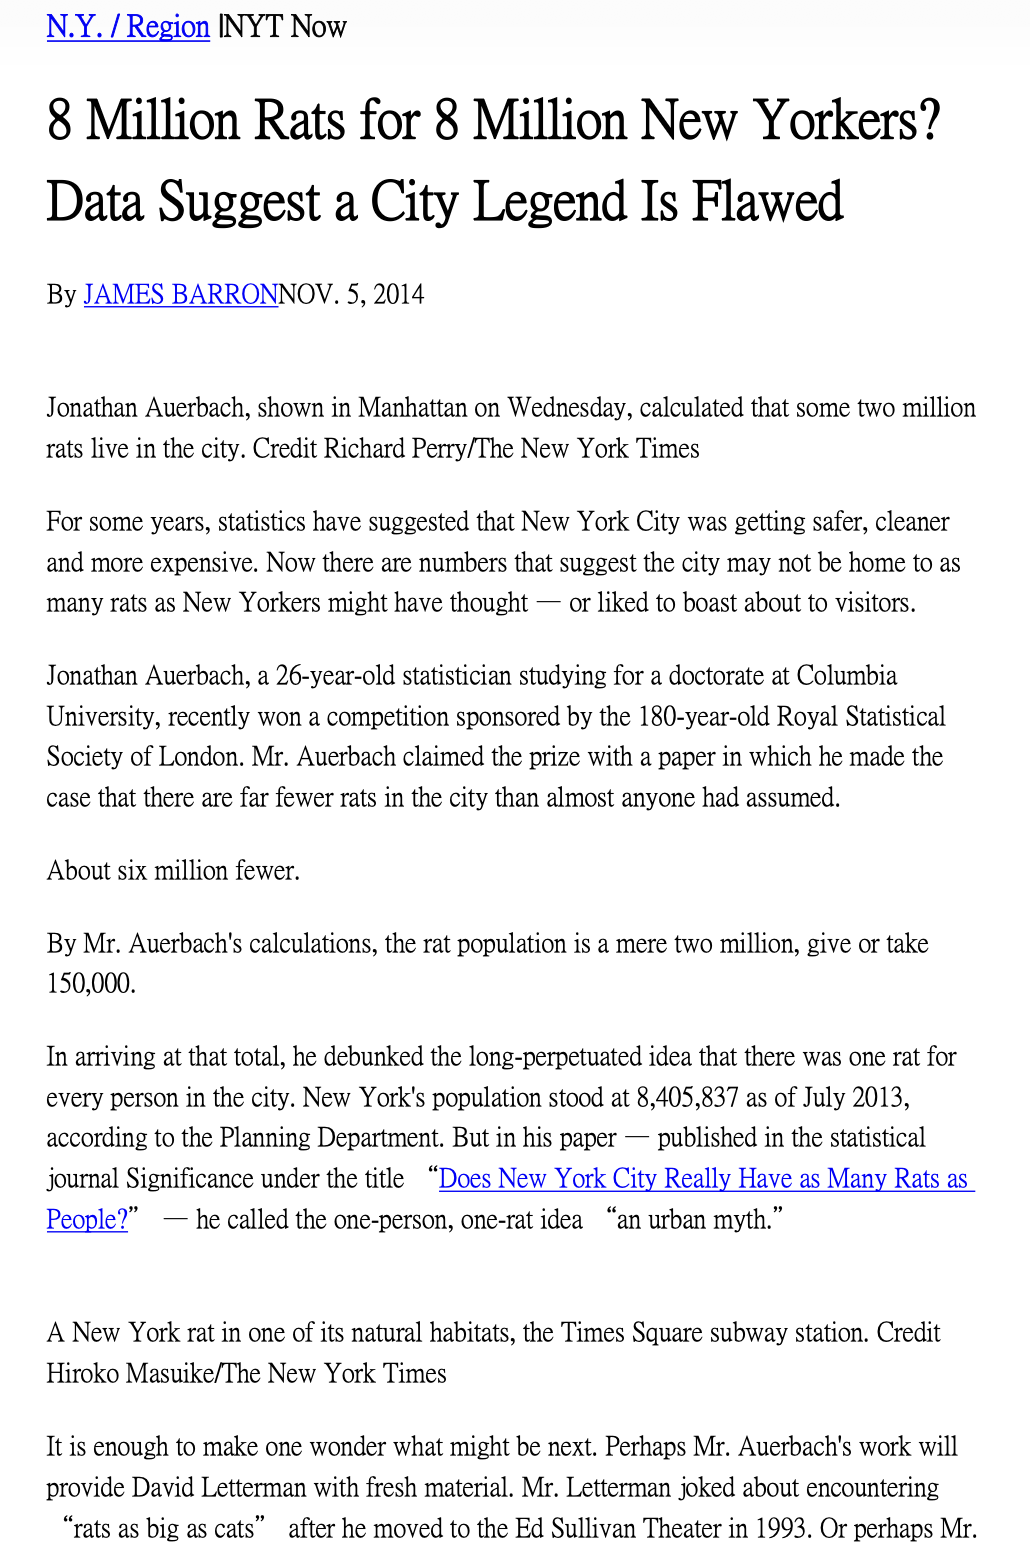 N.Y. / Region |NYT Now
8 Million Rats for 8 Million New Yorkers?
Data Suggest a City Legend Is Flawed
By JAMES BARRONNOV. 5, 2014
Jonathan Auerbach, shown in Manhattan on Wednesday, calculated that some two million
rats live in the city. Credit Richard Perry/The New York Times
For some years, statistics have suggested that New York City was getting safer, cleaner
and more expensive. Now there are numbers that suggest the city may not be home to as
many rats as New Yorkers might have thought — or liked to boast about to visitors.
Jonathan Auerbach, a 26-year-old statistician studying for a doctorate at Columbia
University, recently won a competition sponsored by the 180-year-old Royal Statistical
Society of London. Mr. Auerbach claimed the prize with a paper in which he made the
case that there are far fewer rats in the city than almost anyone had assumed.
About six million fewer.
By Mr. Auerbach's calculations, the rat population is a mere two million, give or take
150,000.
In arriving at that total, he debunked the long-perpetuated idea that there was one rat for
every person in the city. New York's population stood at 8,405,837 as of July 2013,
according to the Planning Department. But in his paper — published in the statistical
journal Significance under the title “Does New York City Really Have as Many Rats as
People?” — he called the one-person, one-rat idea “an urban myth.”
A New York rat in one of its natural habitats, the Times Square subway station. Credit
Hiroko Masuike/The New York Times
It is enough to make one wonder what might be next. Perhaps Mr. Auerbach's work will
provide David Letterman with fresh material. Mr. Letterman joked about encountering
“rats as big as cats” after he moved to the Ed Sullivan Theater in 1993. Or perhaps Mr.